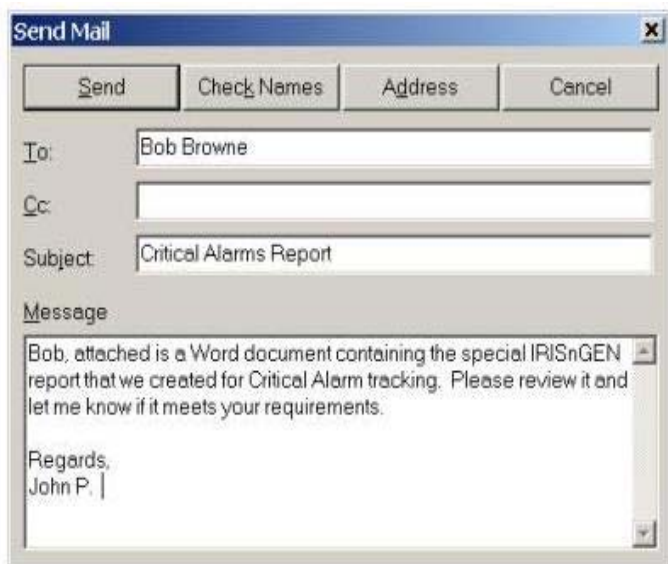 Send Mail
Send Check Names Address Cancel
To: Bob Browne
Cc:
Subject: Critical Alarms Report
Message
Bob, attached is a Word document containing the special IRISnGEN
report that we created for Critical Alarm tracking. Please review it and
let me know if it meets your requirements.
Regards,
John P.